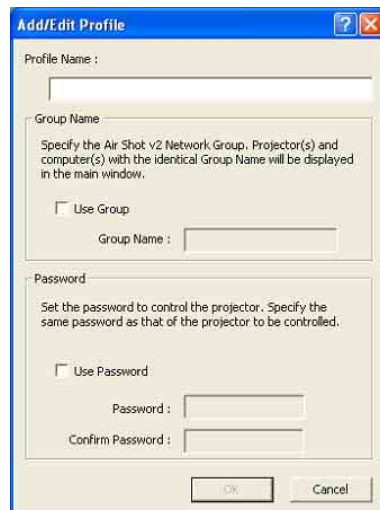 Add/Edit Profile
Profile Name :
Group Name
Specify the Air Shot v2 Network Group. Projector(s) and
computer(s) with the identical Group Name will be displayed
in the main window.
Use Group
Group Name :
Password
Set the password to control the projector. Specify the
same password as that of the projector to be controlled.
Use Password
Password :
Confirm Password :
OK
Cancel